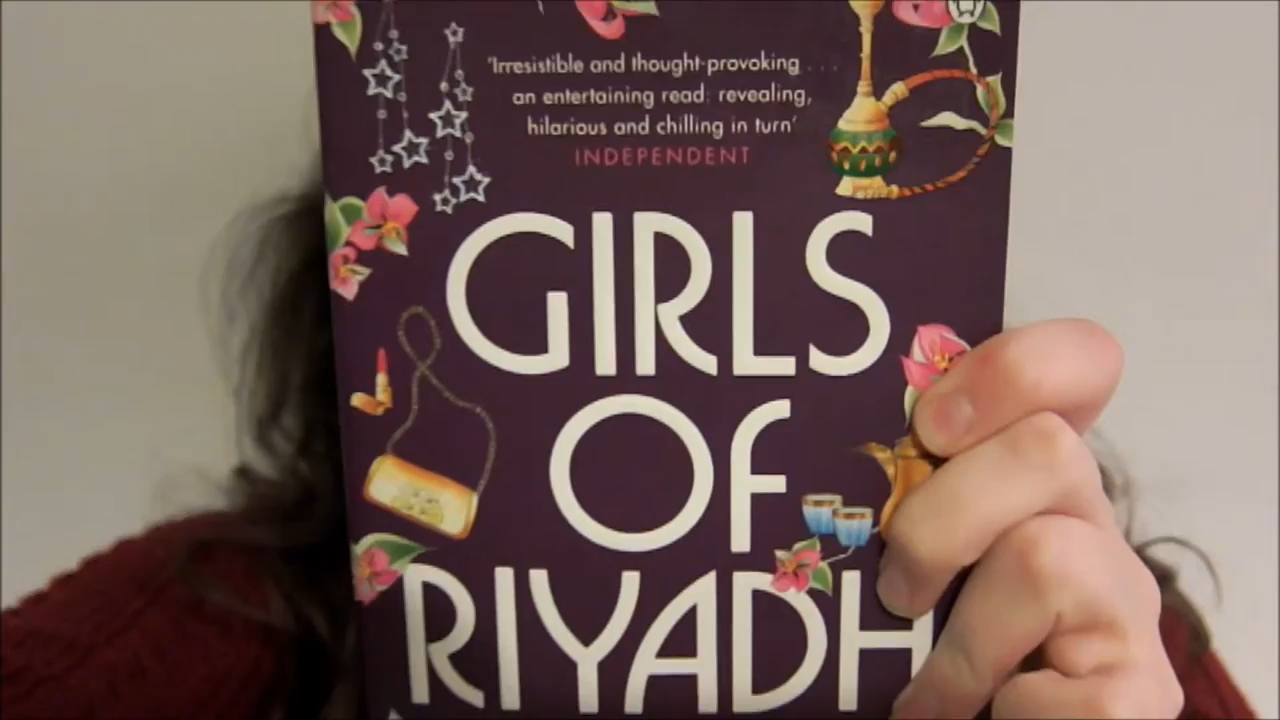 'Irresistible and thought-provoking . . .
an entertaining read: revealing,
hilarious and chilling in turn'
INDEPENDENT
GIRLS
OF
RIYADH